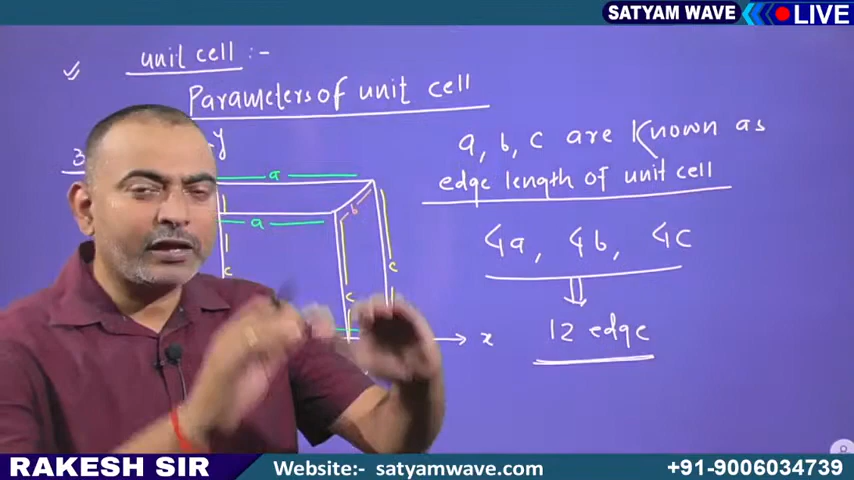 SATYAM WAVE LIVE
✓ unit cell :-
Parameters of unit cell
3
y
a
a
b
c
c
c
x
a, b, c are known as
edge length of unit cell
4a, 4b, 4c
⇓
12 edge
RAKESH SIR Website:- satyamwave.com +91-9006034739